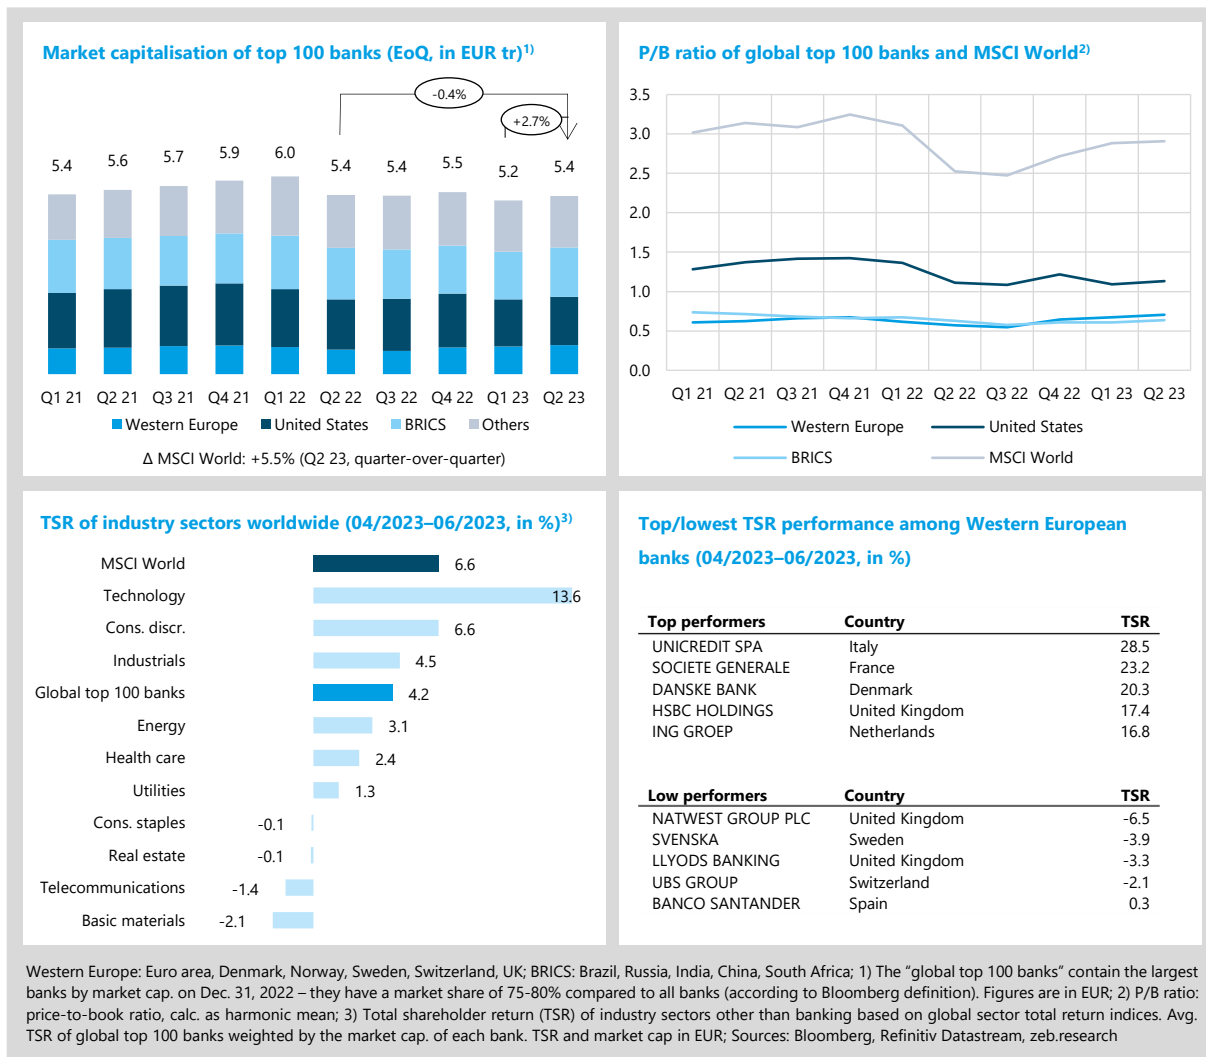 Market capitalisation of top 100 banks (EoQ, in EUR tr)1)
-0.4%
+2.7%
5.4 5.6 5.7 5.9 6.0 5.4 5.4 5.5 5.2 5.4
Q1 21 Q2 21 Q3 21 Q4 21 Q1 22 Q2 22 Q3 22 Q4 22 Q1 23 Q2 23
Western Europe United States BRICS Others
Δ MSCI World: +5.5% (Q2 23, quarter-over-quarter)
P/B ratio of global top 100 banks and MSCI World2)
3.5
3.0
2.5
2.0
1.5
1.0
0.5
0.0
Q1 21 Q2 21 Q3 21 Q4 21 Q1 22 Q2 22 Q3 22 Q4 22 Q1 23 Q2 23
Western Europe United States
BRICS MSCI World
TSR of industry sectors worldwide (04/2023–06/2023, in %)3)
MSCI World 6.6
Technology 13.6
Cons. discr. 6.6
Industrials 4.5
Global top 100 banks 4.2
Energy 3.1
Health care 2.4
Utilities 1.3
Cons. staples -0.1
Real estate -0.1
Telecommunications -1.4
Basic materials -2.1
Top/lowest TSR performance among Western European
banks (04/2023–06/2023, in %)
Top performers Country TSR
UNICREDIT SPA Italy 28.5
SOCIETE GENERALE France 23.2
DANSKE BANK Denmark 20.3
HSBC HOLDINGS United Kingdom 17.4
ING GROEP Netherlands 16.8
Low performers Country TSR
NATWEST GROUP PLC United Kingdom -6.5
SVENSKA Sweden -3.9
LLYODS BANKING United Kingdom -3.3
UBS GROUP Switzerland -2.1
BANCO SANTANDER Spain 0.3
Western Europe: Euro area, Denmark, Norway, Sweden, Switzerland, UK; BRICS: Brazil, Russia, India, China, South Africa; 1) The “global top 100 banks” contain the largest
banks by market cap. on Dec. 31, 2022 – they have a market share of 75-80% compared to all banks (according to Bloomberg definition). Figures are in EUR; 2) P/B ratio:
price-to-book ratio, calc. as harmonic mean; 3) Total shareholder return (TSR) of industry sectors other than banking based on global sector total return indices. Avg.
TSR of global top 100 banks weighted by the market cap. of each bank. TSR and market cap in EUR; Sources: Bloomberg, Refinitiv Datastream, zeb.research